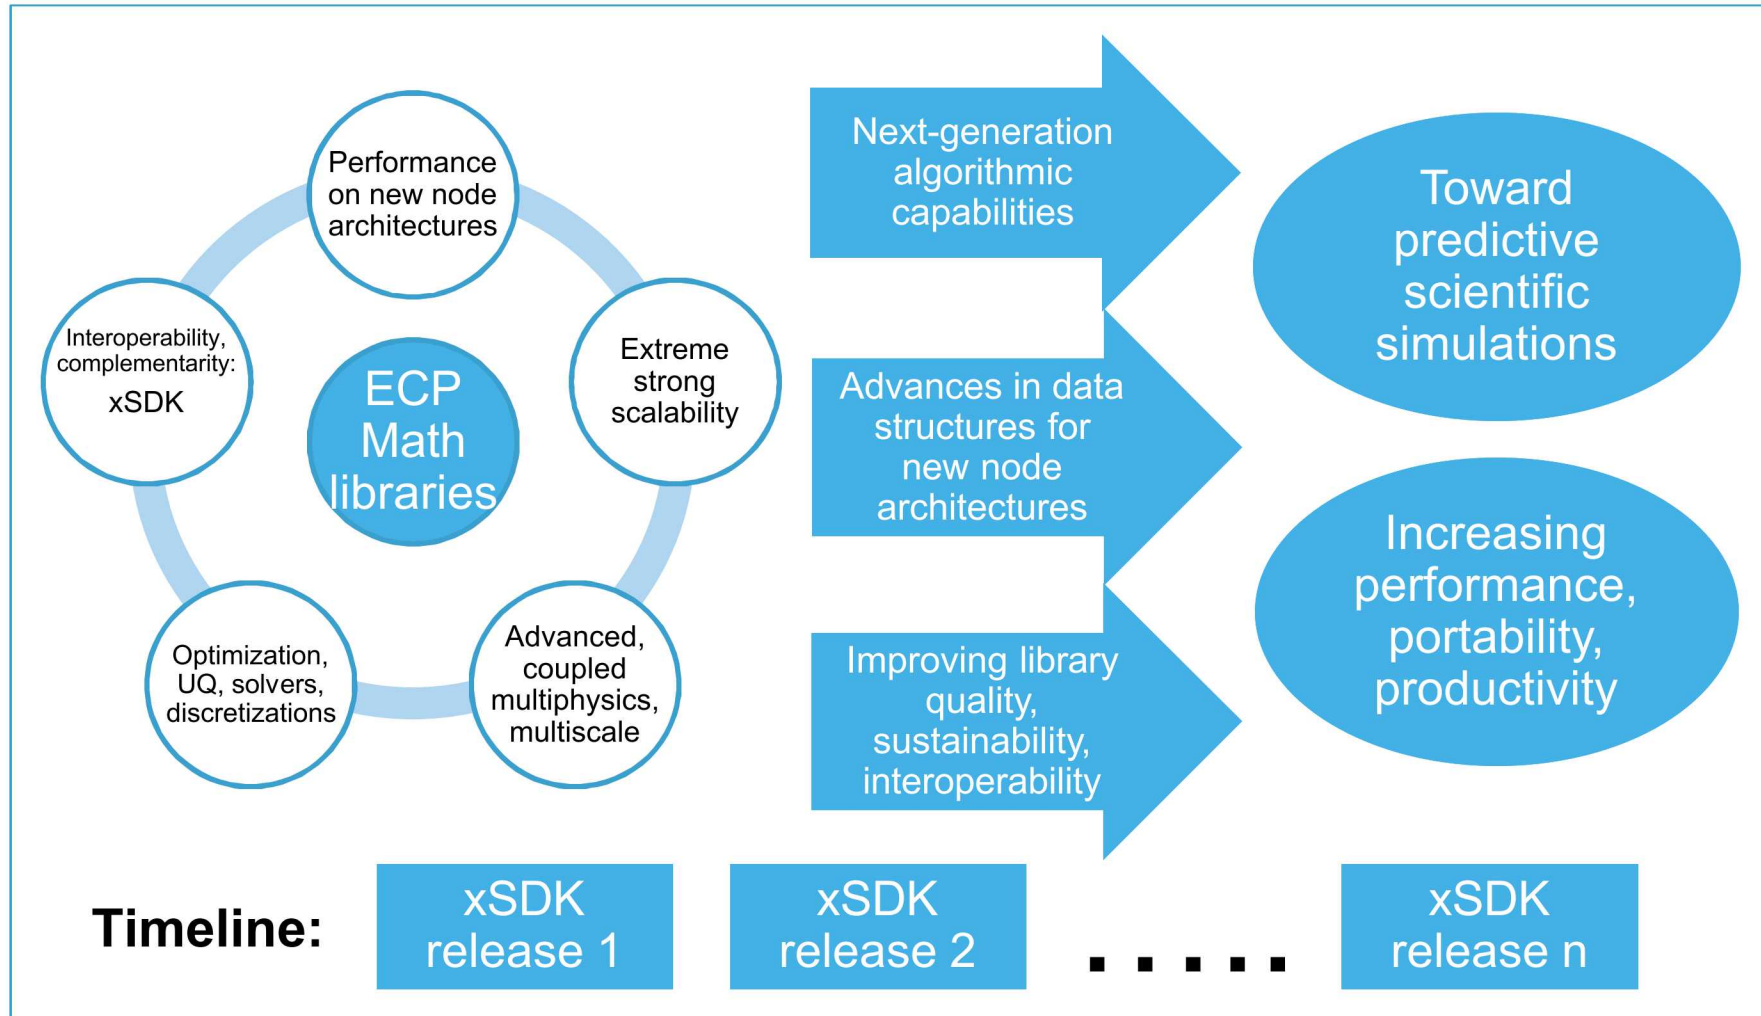 Performance
on new node
architectures
Interoperability,
complementarity:
xSDK
ECP
Math
libraries
Extreme
strong
scalability
Optimization,
UQ, solvers,
discretizations
Advanced,
coupled
multiphysics,
multiscale
Next-generation
algorithmic
capabilities
Advances in data
structures for
new node
architectures
Improving library
quality,
sustainability,
interoperability
Toward
predictive
scientific
simulations
Increasing
performance,
portability,
productivity
Timeline:
xSDK
release 1
xSDK
release 2
.....
xSDK
release n